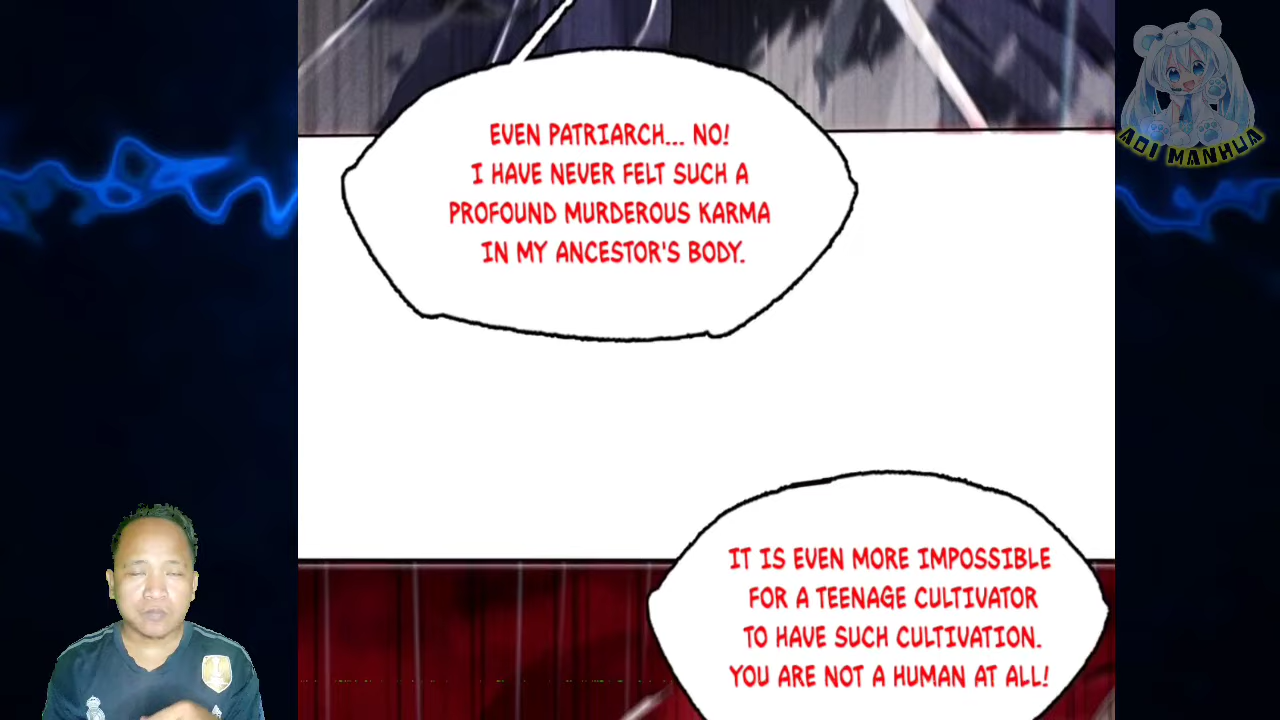 EVEN PATRIARCH... NO!
I HAVE NEVER FELT SUCH A
PROFOUND MURDEROUS KARMA
IN MY ANCESTOR'S BODY.
AOI MANHUA
IT IS EVEN MORE IMPOSSIBLE
FOR A TEENAGE CULTIVATOR
TO HAVE SUCH CULTIVATION.
YOU ARE NOT A HUMAN AT ALL!